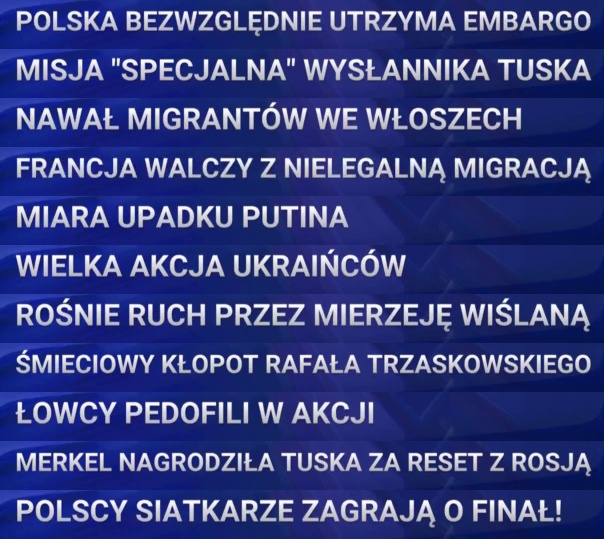 POLSKA BEZWZGLĘDNIE UTRZYMA EMBARGO
MISJA "SPECJALNA" WYSŁANNIKA TUSKA
NAWAŁ MIGRANTÓW WE WŁOSZECH
FRANCJA WALCZY Z NIELEGALNĄ MIGRACJĄ
MIARA UPADKU PUTINA
WIELKA AKCJA UKRAIŃCÓW
ROŚNIE RUCH PRZEZ MIERZEJĘ WIŚLANĄ
ŚMIECIOWY KŁOPOT RAFAŁA TRZASKOWSKIEGO
ŁOWCY PEDOFILI W AKCJI
MERKEL NAGRODZIŁA TUSKA ZA RESET Z ROSJĄ
POLSCY SIATKARZE ZAGRAJĄ O FINAŁ!